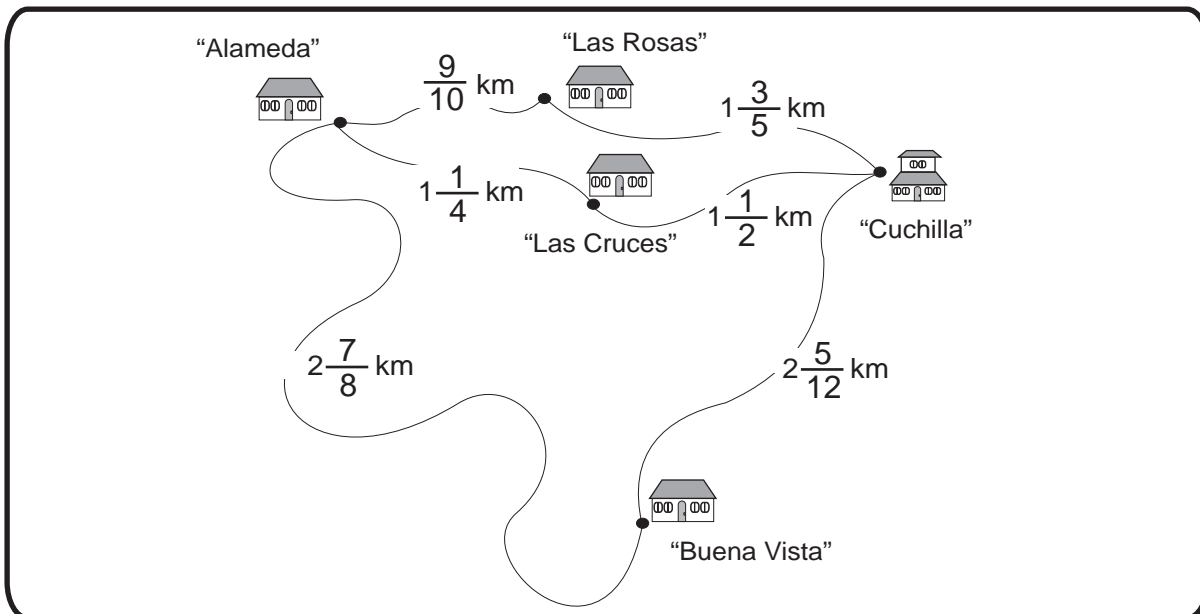 “Las Rosas”
“Alameda”
9/10 km
1 3/5 km
1 1/4 km
1 1/2 km
“Cuchilla”
“Las Cruces”
2 7/8 km
2 5/12 km
“Buena Vista”